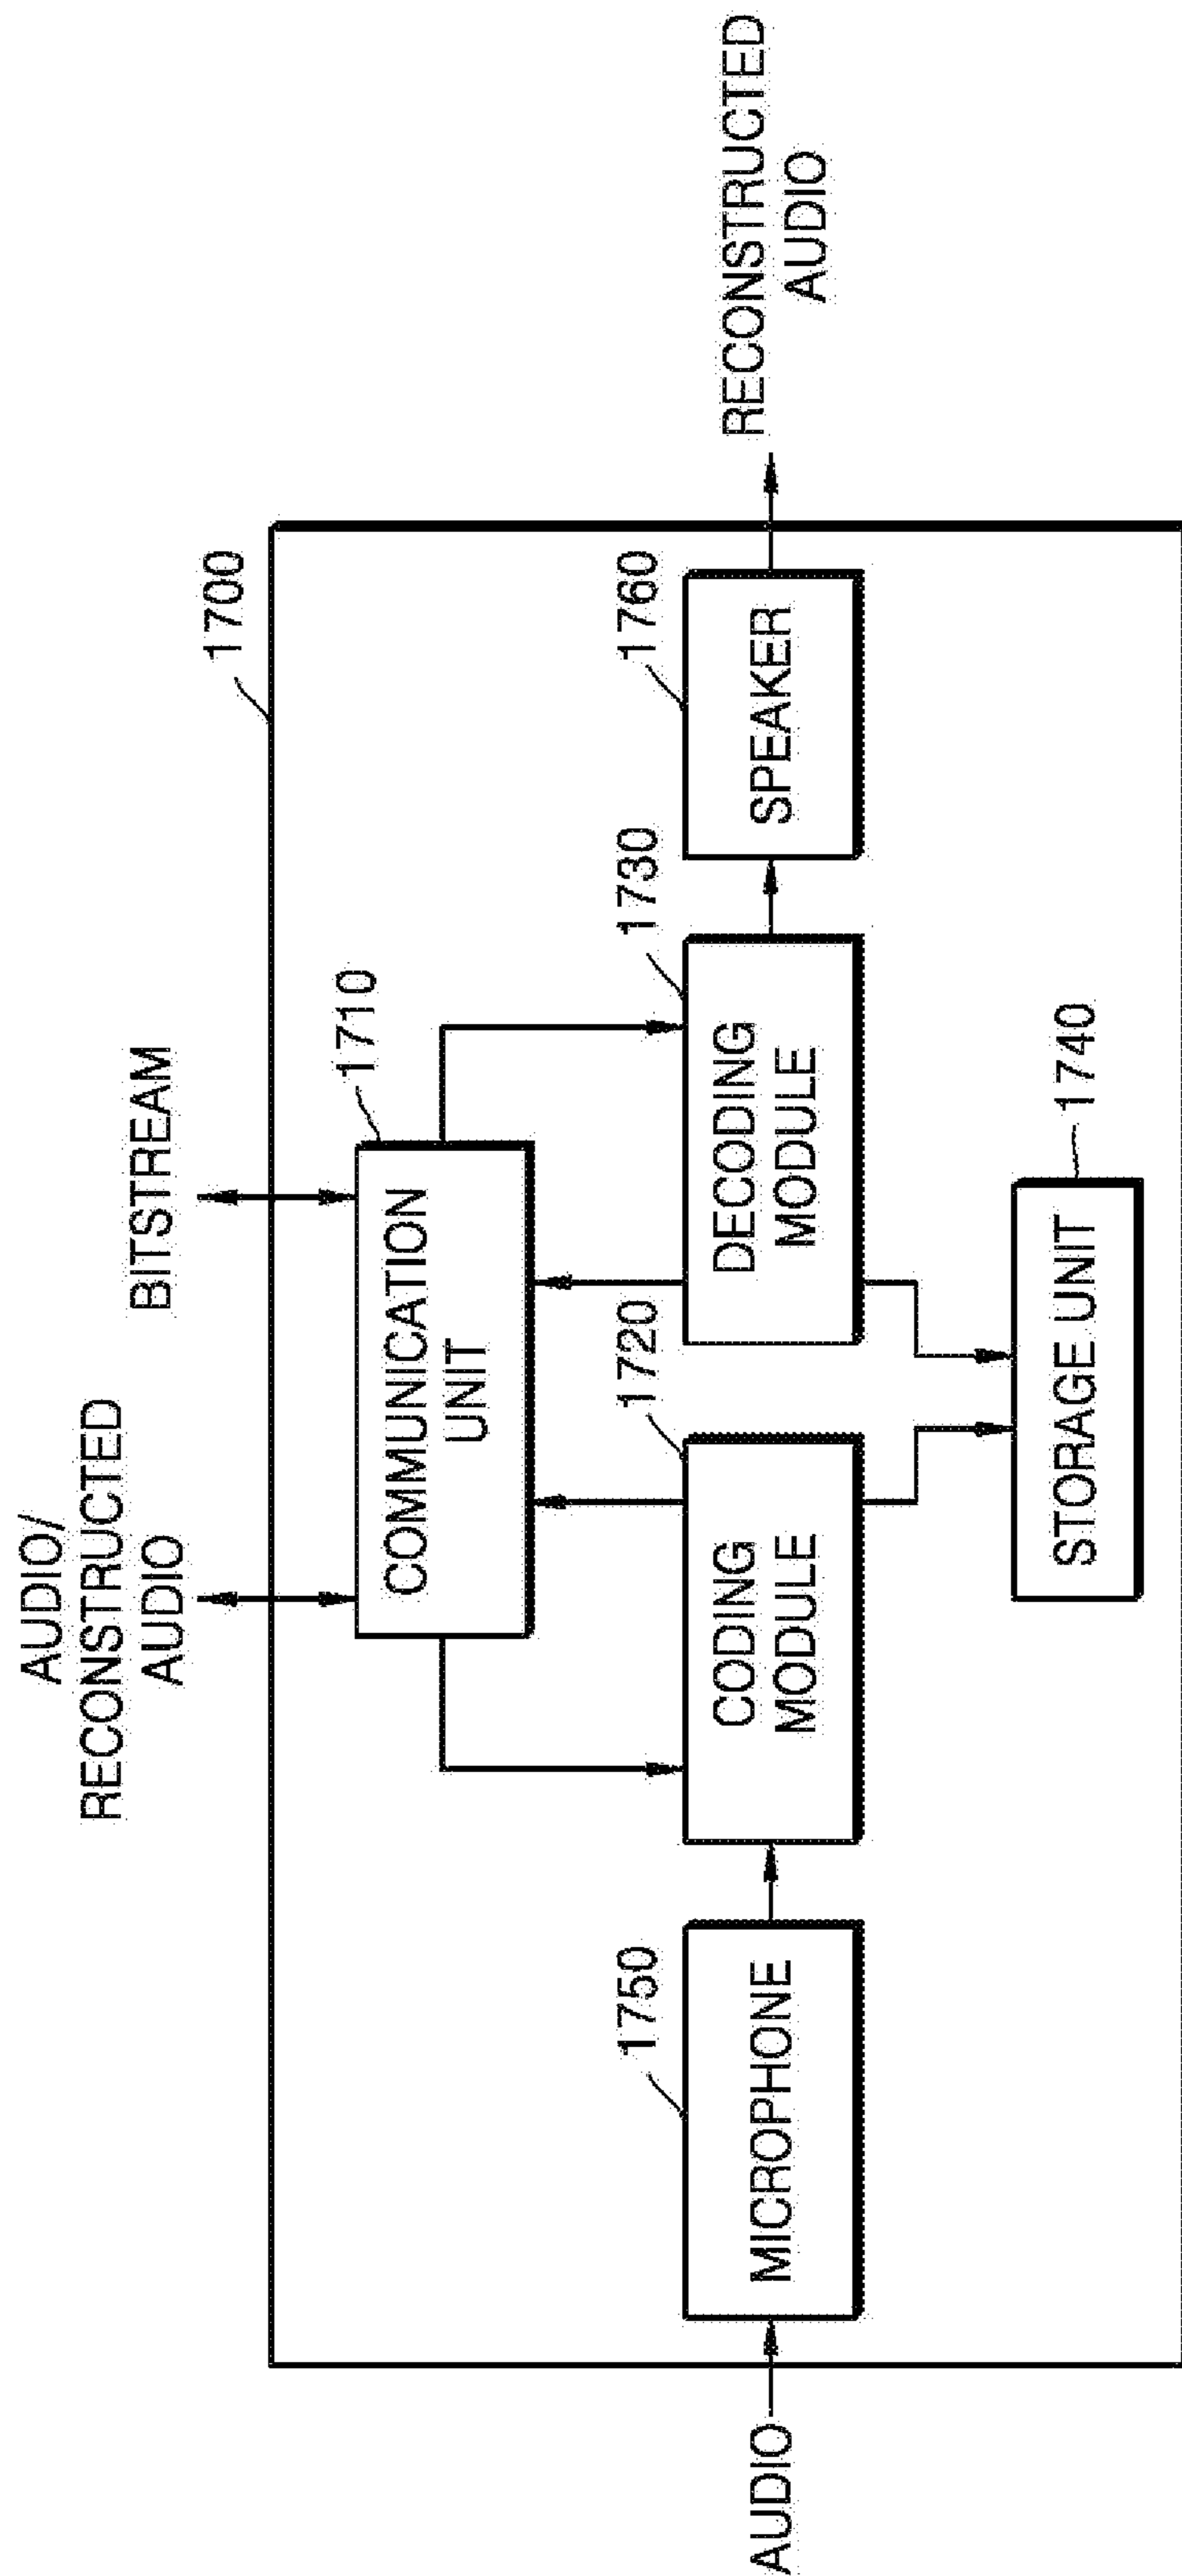 AUDIO/
RECONSTRUCTED
AUDIO
BITSTREAM
1700
1710
COMMUNICATION
UNIT
AUDIO
1750
MICROPHONE
1720
CODING
MODULE
1730
DECODING
MODULE
1760
SPEAKER
RECONSTRUCTED
AUDIO
1740
STORAGE UNIT